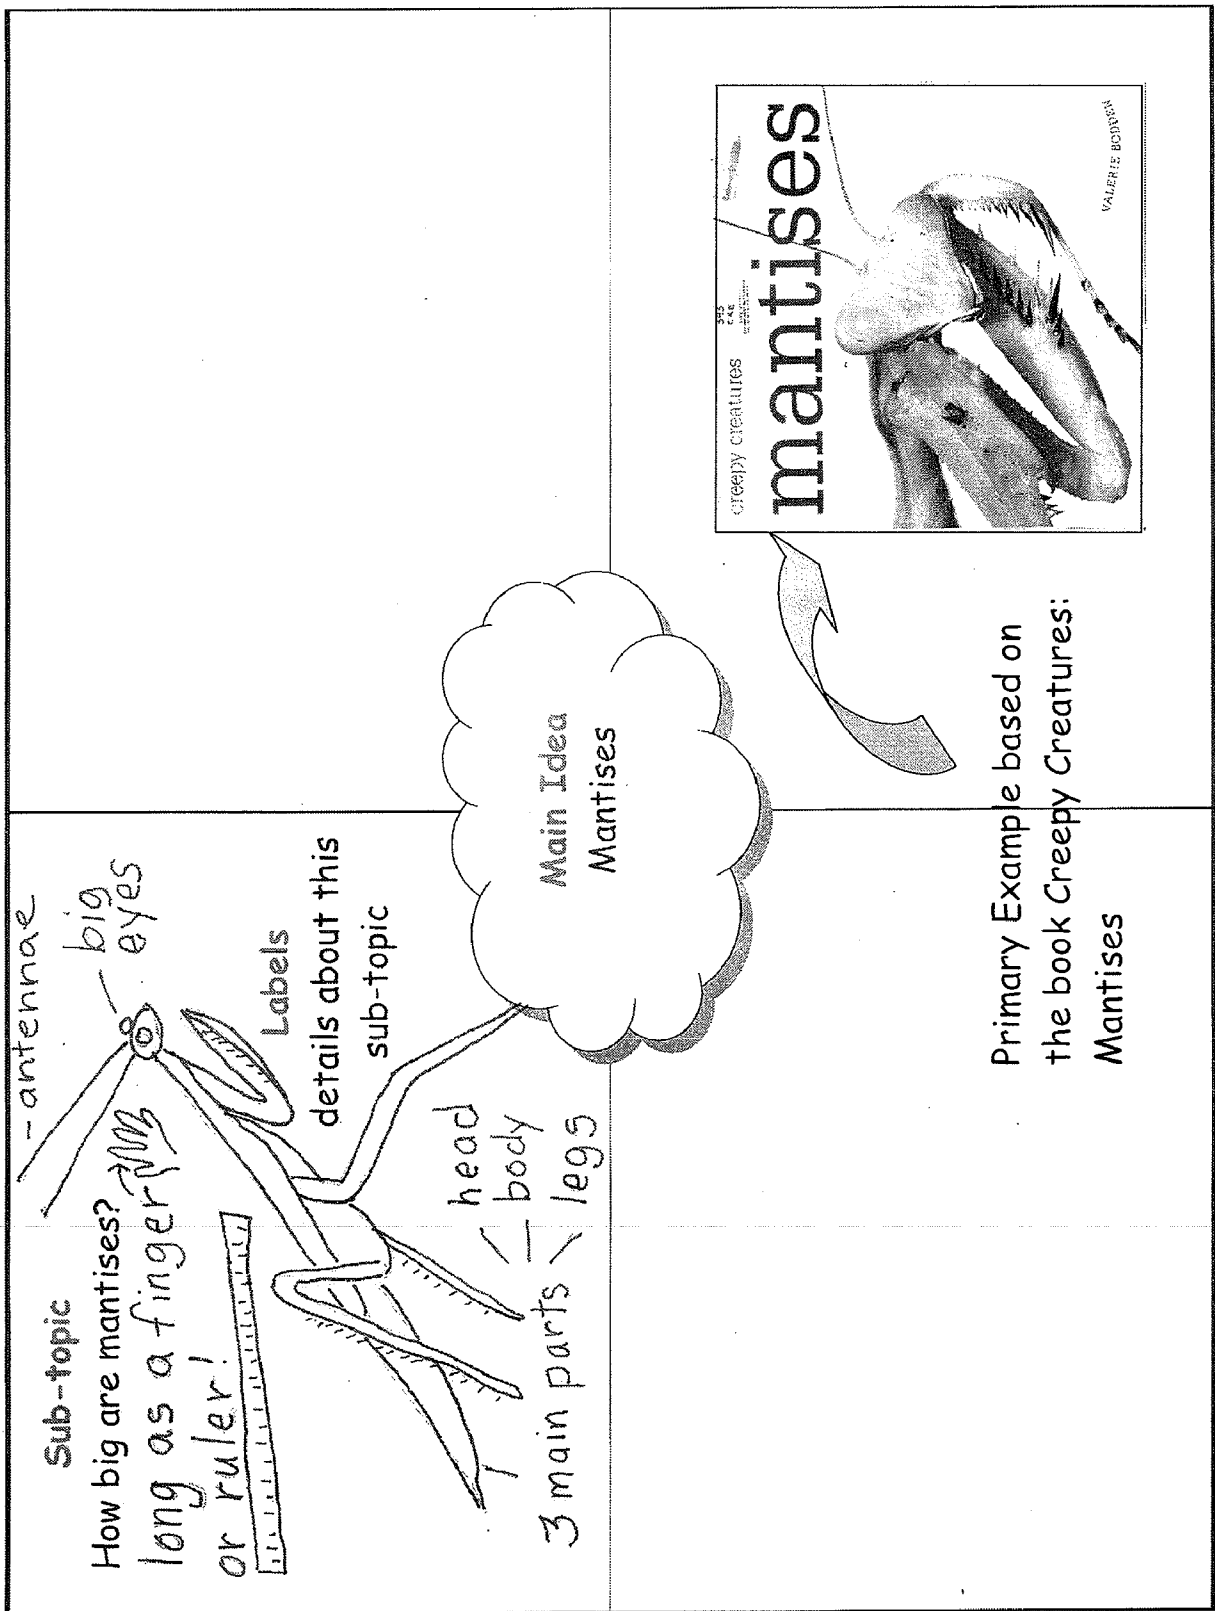 Sub-topic
How big are mantises?
long as a finger
or ruler!
- antennae
big
eyes
Labels
details about this
sub-topic
3 main parts
head
body
legs
Main Idea
Mantises
Primary Example based on
the book Creepy Creatures:
Mantises
creepy creatures
mantises
VALERIE BODDEN